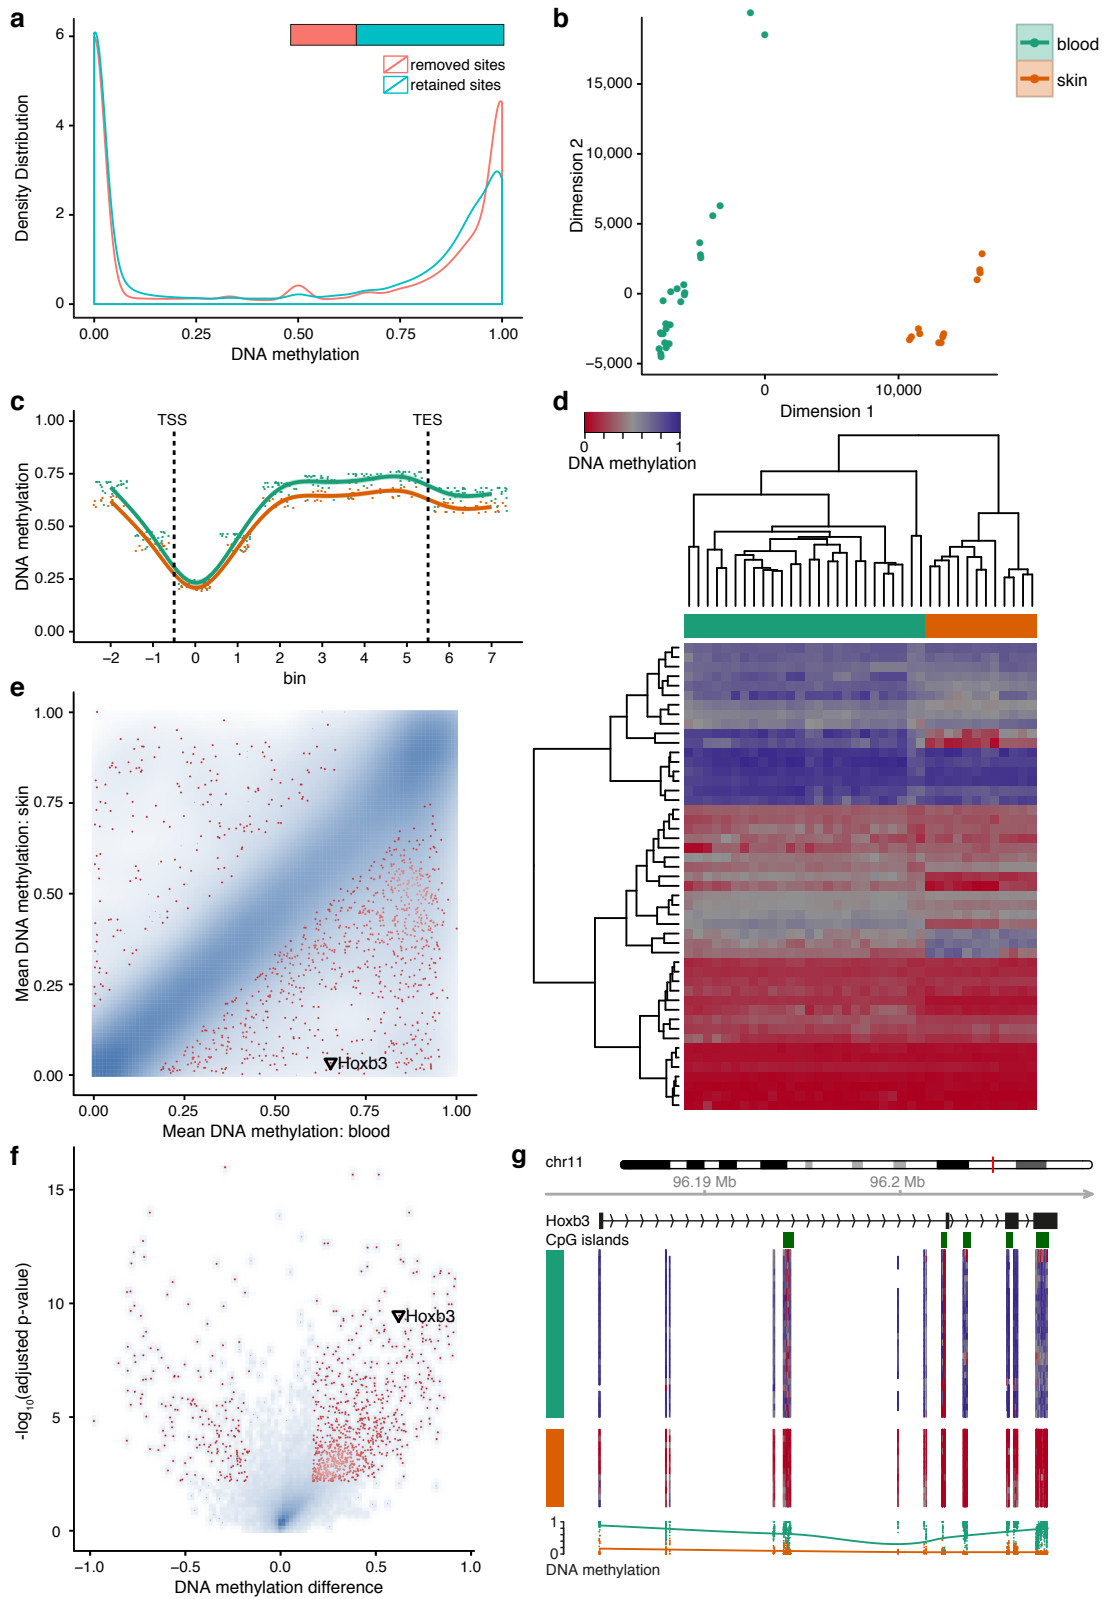 a
6
4
2
0
Density Distribution
removed sites
retained sites
0.00 0.25 0.50 0.75 1.00
DNA methylation
b
15,000
10,000
5,000
0
−5,000
Dimension 2
0 10,000
Dimension 1
blood
skin
c
TSS TES
1.00
0.75
0.50
0.25
0.00
DNA methylation
−2 −1 0 1 2 3 4 5 6 7
bin
d
0 1
DNA methylation
e
1.00
0.75
0.50
0.25
0.00
Mean DNA methylation: skin
Hoxb3
0.00 0.25 0.50 0.75 1.00
Mean DNA methylation: blood
f
15
10
5
0
-log10(adjusted p-value)
Hoxb3
−1.0 −0.5 0.0 0.5 1.0
DNA methylation difference
g
chr11
96.19 Mb 96.2 Mb
Hoxb3
CpG islands
1
0
DNA methylation